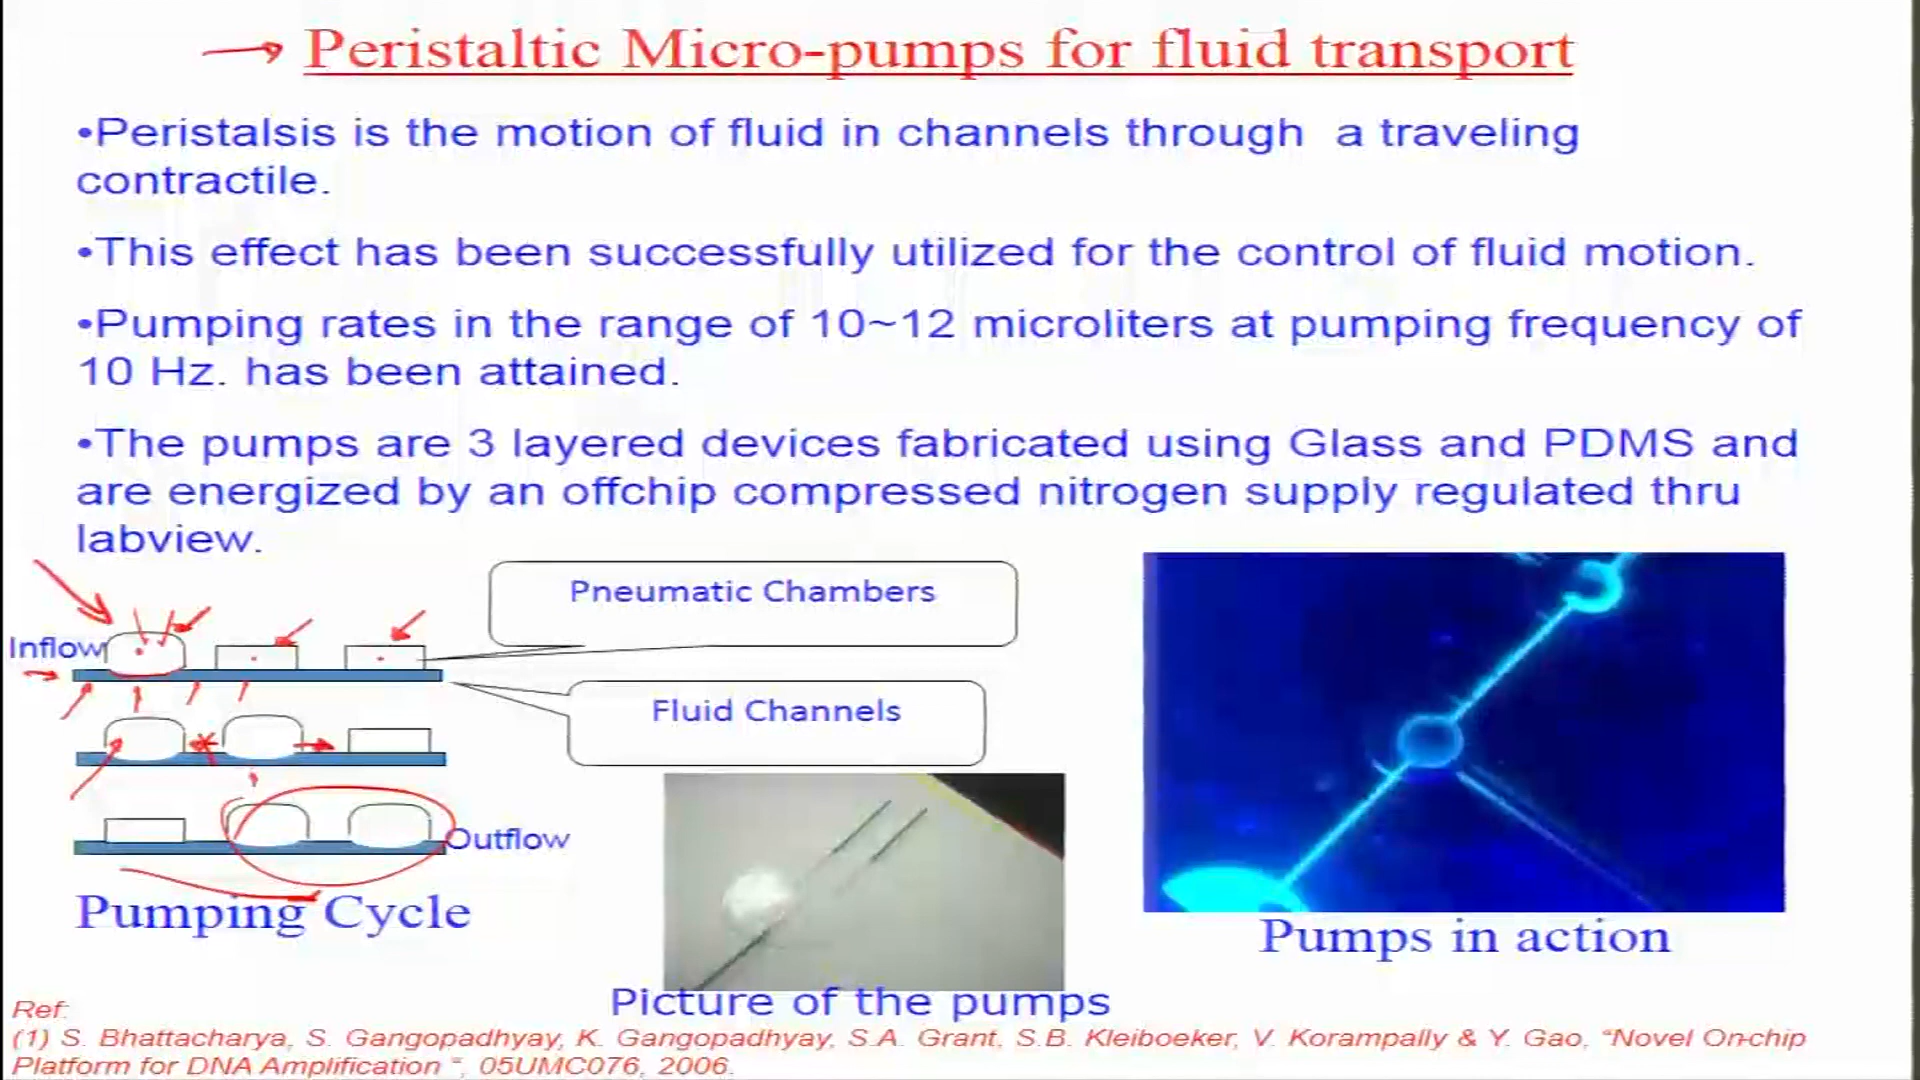 Peristaltic Micro-pumps for fluid transport
•Peristalsis is the motion of fluid in channels through a traveling
contractile.
•This effect has been successfully utilized for the control of fluid motion.
•Pumping rates in the range of 10~12 microliters at pumping frequency of
10 Hz. has been attained.
•The pumps are 3 layered devices fabricated using Glass and PDMS and
are energized by an offchip compressed nitrogen supply regulated thru
labview.
Pneumatic Chambers
Inflow
Fluid Channels
Outflow
Pumping Cycle
Pumps in action
Picture of the pumps
Ref:
(1) S. Bhattacharya, S. Gangopadhyay, K. Gangopadhyay, S.A. Grant, S.B. Kleiboeker, V. Korampally & Y. Gao, "Novel On-chip
Platform for DNA Amplification ", 05UMC076, 2006.